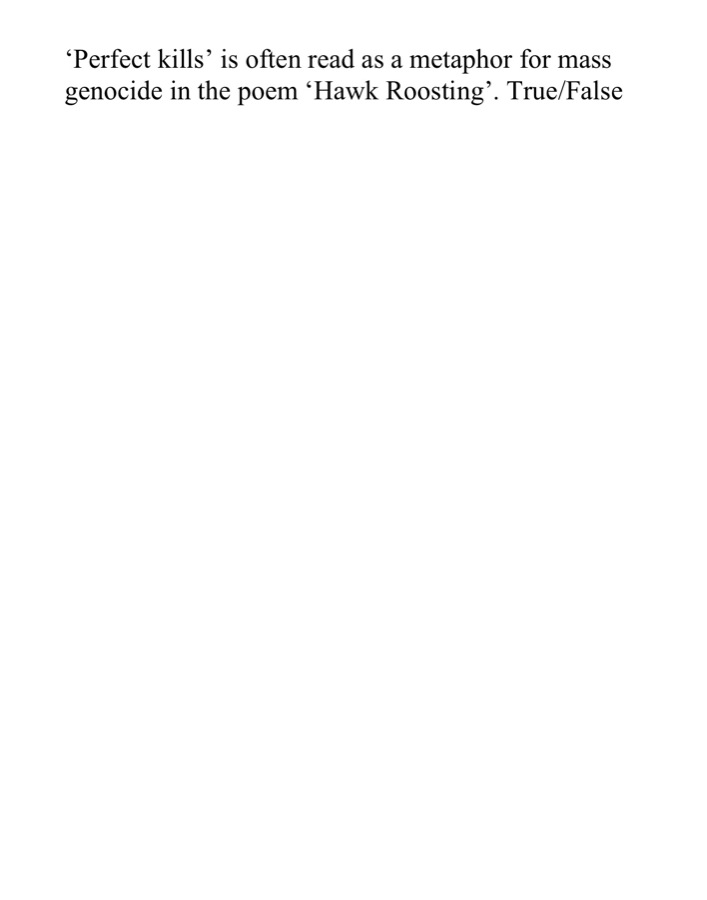 ‘Perfect kills’ is often read as a metaphor for mass
genocide in the poem ‘Hawk Roosting’. True/False